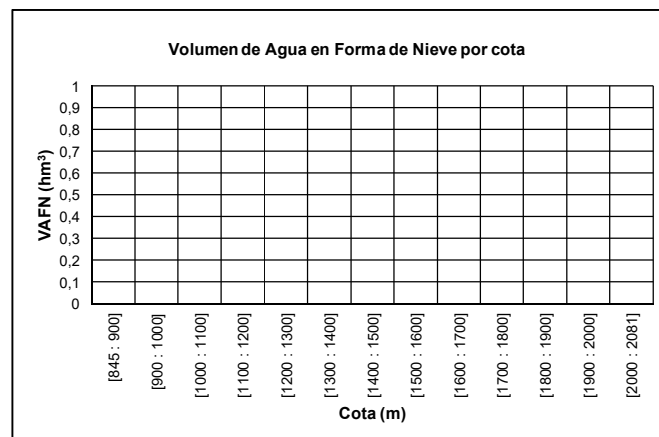 Volumen de Agua en Forma de Nieve por cota
VAFN (hm³)
1
0,9
0,8
0,7
0,6
0,5
0,4
0,3
0,2
0,1
0
[845 : 900]
[900 : 1000]
[1000 : 1100]
[1100 : 1200]
[1200 : 1300]
[1300 : 1400]
[1400 : 1500]
[1500 : 1600]
[1600 : 1700]
[1700 : 1800]
[1800 : 1900]
[1900 : 2000]
[2000 : 2081]
Cota (m)